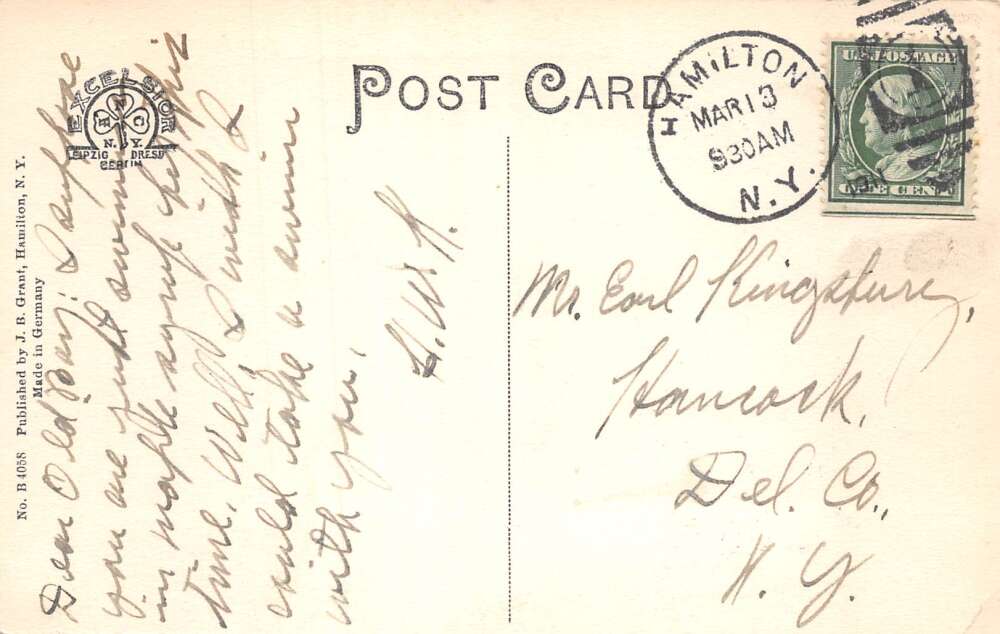 POST CARD
HAMILTON
MAR 13
930AM
N.Y.
U.S. POSTAGE
ONE CENT
EXCELSIOR
N. Y.
LEIPZIG DRESD
BERLIN
No. B 4058 Published by J. B. Grant, Hamilton, N. Y.
Made in Germany
Dear Old Boy: I suppose
you are just swimming
in maple syrup by this
time. Well, I wish I
could take a swim
with you.
Mr. Earl Kingsbury,
Hancock,
Del. Co.,
N. Y.